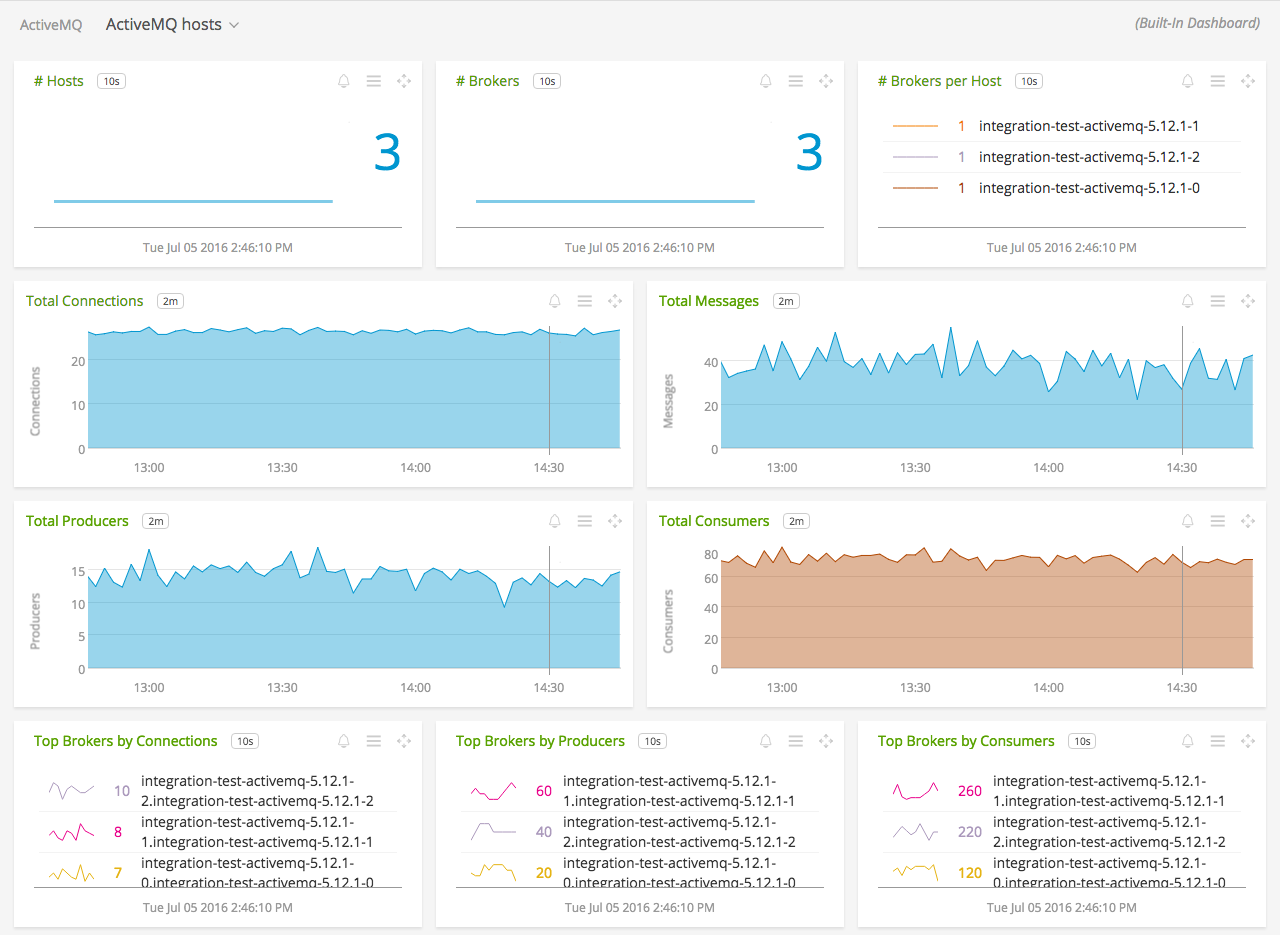 ActiveMQ ActiveMQ hosts (Built-In Dashboard)
# Hosts 10s
3
Tue Jul 05 2016 2:46:10 PM
# Brokers 10s
3
Tue Jul 05 2016 2:46:10 PM
# Brokers per Host 10s
1 integration-test-activemq-5.12.1-1
1 integration-test-activemq-5.12.1-2
1 integration-test-activemq-5.12.1-0
Tue Jul 05 2016 2:46:10 PM
Total Connections 2m
Connections
20
10
0
13:00 13:30 14:00 14:30
Total Messages 2m
Messages
40
20
0
13:00 13:30 14:00 14:30
Total Producers 2m
Producers
15
10
5
0
13:00 13:30 14:00 14:30
Total Consumers 2m
Consumers
80
60
40
20
0
13:00 13:30 14:00 14:30
Top Brokers by Connections 10s
10 integration-test-activemq-5.12.1-
2.integration-test-activemq-5.12.1-2
8 integration-test-activemq-5.12.1-
1.integration-test-activemq-5.12.1-1
7 integration-test-activemq-5.12.1-
0.integration-test-activemq-5.12.1-0
Tue Jul 05 2016 2:46:10 PM
Top Brokers by Producers 10s
60 integration-test-activemq-5.12.1-
1.integration-test-activemq-5.12.1-1
40 integration-test-activemq-5.12.1-
2.integration-test-activemq-5.12.1-2
20 integration-test-activemq-5.12.1-
0.integration-test-activemq-5.12.1-0
Tue Jul 05 2016 2:46:10 PM
Top Brokers by Consumers 10s
260 integration-test-activemq-5.12.1-
1.integration-test-activemq-5.12.1-1
220 integration-test-activemq-5.12.1-
2.integration-test-activemq-5.12.1-2
120 integration-test-activemq-5.12.1-
0.integration-test-activemq-5.12.1-0
Tue Jul 05 2016 2:46:10 PM